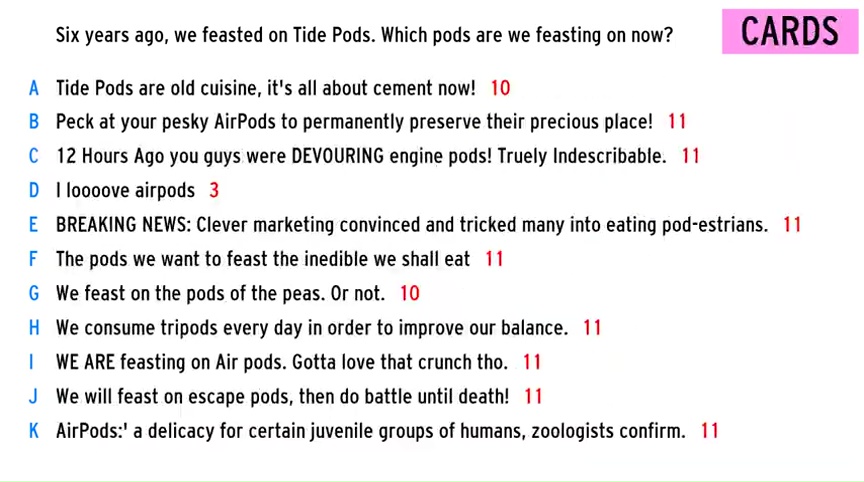 Six years ago, we feasted on Tide Pods. Which pods are we feasting on now?
CARDS
A Tide Pods are old cuisine, it's all about cement now! 10
B Peck at your pesky AirPods to permanently preserve their precious place! 11
C 12 Hours Ago you guys were DEVOURING engine pods! Truely Indescribable. 11
D I loooove airpods 3
E BREAKING NEWS: Clever marketing convinced and tricked many into eating pod-estrians. 11
F The pods we want to feast the inedible we shall eat 11
G We feast on the pods of the peas. Or not. 10
H We consume tripods every day in order to improve our balance. 11
I WE ARE feasting on Air pods. Gotta love that crunch tho. 11
J We will feast on escape pods, then do battle until death! 11
K AirPods:' a delicacy for certain juvenile groups of humans, zoologists confirm. 11